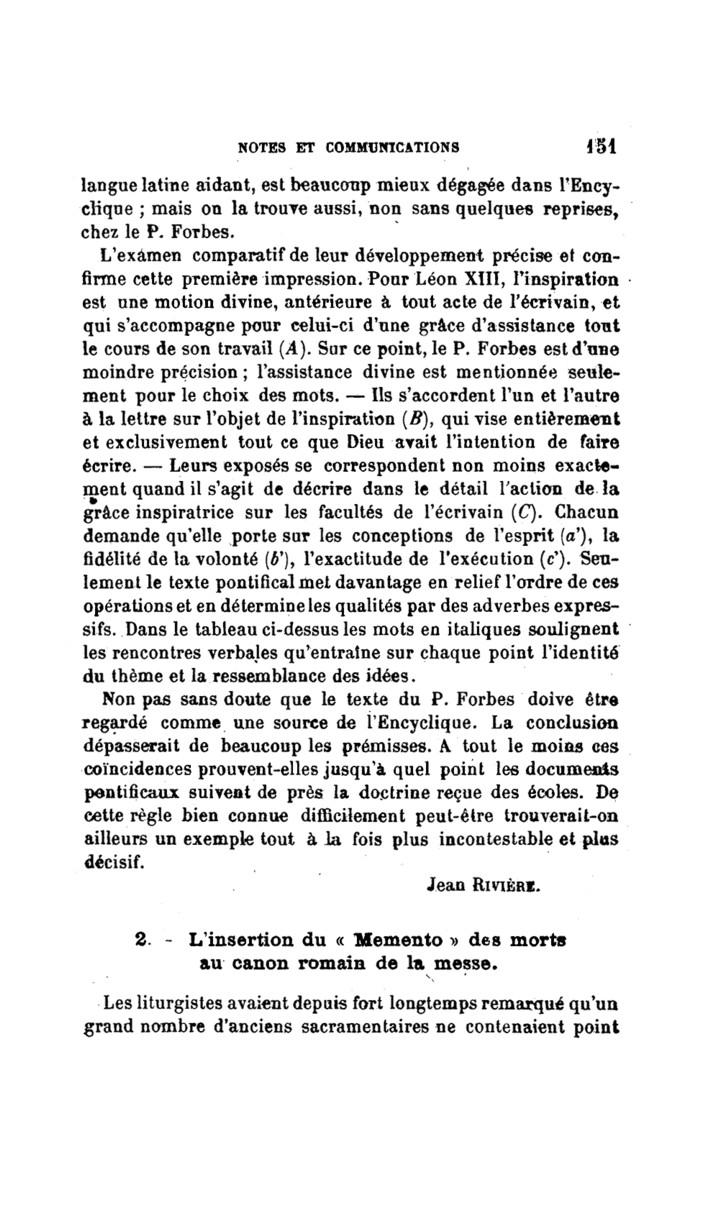 NOTES ET COMMUNICATIONS 151
langue latine aidant, est beaucoup mieux dégagée dans l'Ency-
clique ; mais on la trouve aussi, non sans quelques reprises,
chez le P. Forbes.
L'examen comparatif de leur développement précise et con-
firme cette première impression. Pour Léon XIII, l'inspiration
est une motion divine, antérieure à tout acte de l'écrivain, et
qui s'accompagne pour celui-ci d'une grâce d'assistance tout
le cours de son travail (A). Sur ce point, le P. Forbes est d'une
moindre précision ; l'assistance divine est mentionnée seule-
ment pour le choix des mots. — Ils s'accordent l'un et l'autre
à la lettre sur l'objet de l'inspiration (B), qui vise entièrement
et exclusivement tout ce que Dieu avait l'intention de faire
écrire. — Leurs exposés se correspondent non moins exacte-
ment quand il s'agit de décrire dans le détail l'action de la
grâce inspiratrice sur les facultés de l'écrivain (C). Chacun
demande qu'elle porte sur les conceptions de l'esprit (a'), la
fidélité de la volonté (b'), l'exactitude de l'exécution (c'). Seu-
lement le texte pontifical met davantage en relief l'ordre de ces
opérations et en détermine les qualités par des adverbes expres-
sifs. Dans le tableau ci-dessus les mots en italiques soulignent
les rencontres verbales qu'entraîne sur chaque point l'identité
du thème et la ressemblance des idées.
Non pas sans doute que le texte du P. Forbes doive être
regardé comme une source de l'Encyclique. La conclusion
dépasserait de beaucoup les prémisses. A tout le moins ces
coïncidences prouvent-elles jusqu'à quel point les documents
pontificaux suivent de près la doctrine reçue des écoles. De
cette règle bien connue difficilement peut-être trouverait-on
ailleurs un exemple tout à la fois plus incontestable et plus
décisif.
Jean RIVIÈRE.
2. - L'insertion du « Memento » des morts
au canon romain de la messe.
Les liturgistes avaient depuis fort longtemps remarqué qu'un
grand nombre d'anciens sacramentaires ne contenaient point